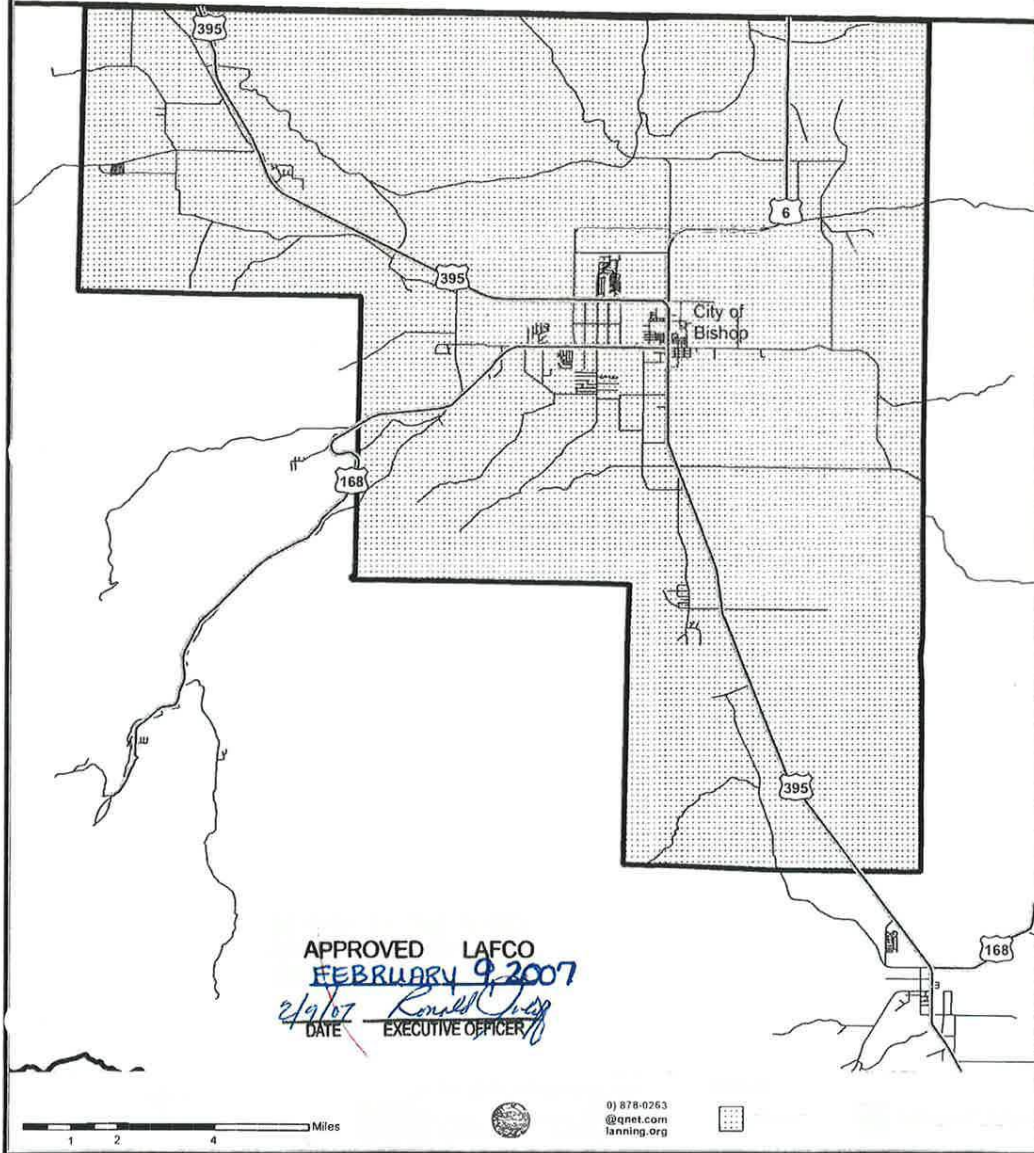 395
6
395
City of
Bishop
168
395
168
APPROVED LAFCO
FEBRUARY 9, 2007
2/9/07
DATE EXECUTIVE OFFICER
Miles
1 2 4
0) 878-0263
@qnet.com
lanning.org